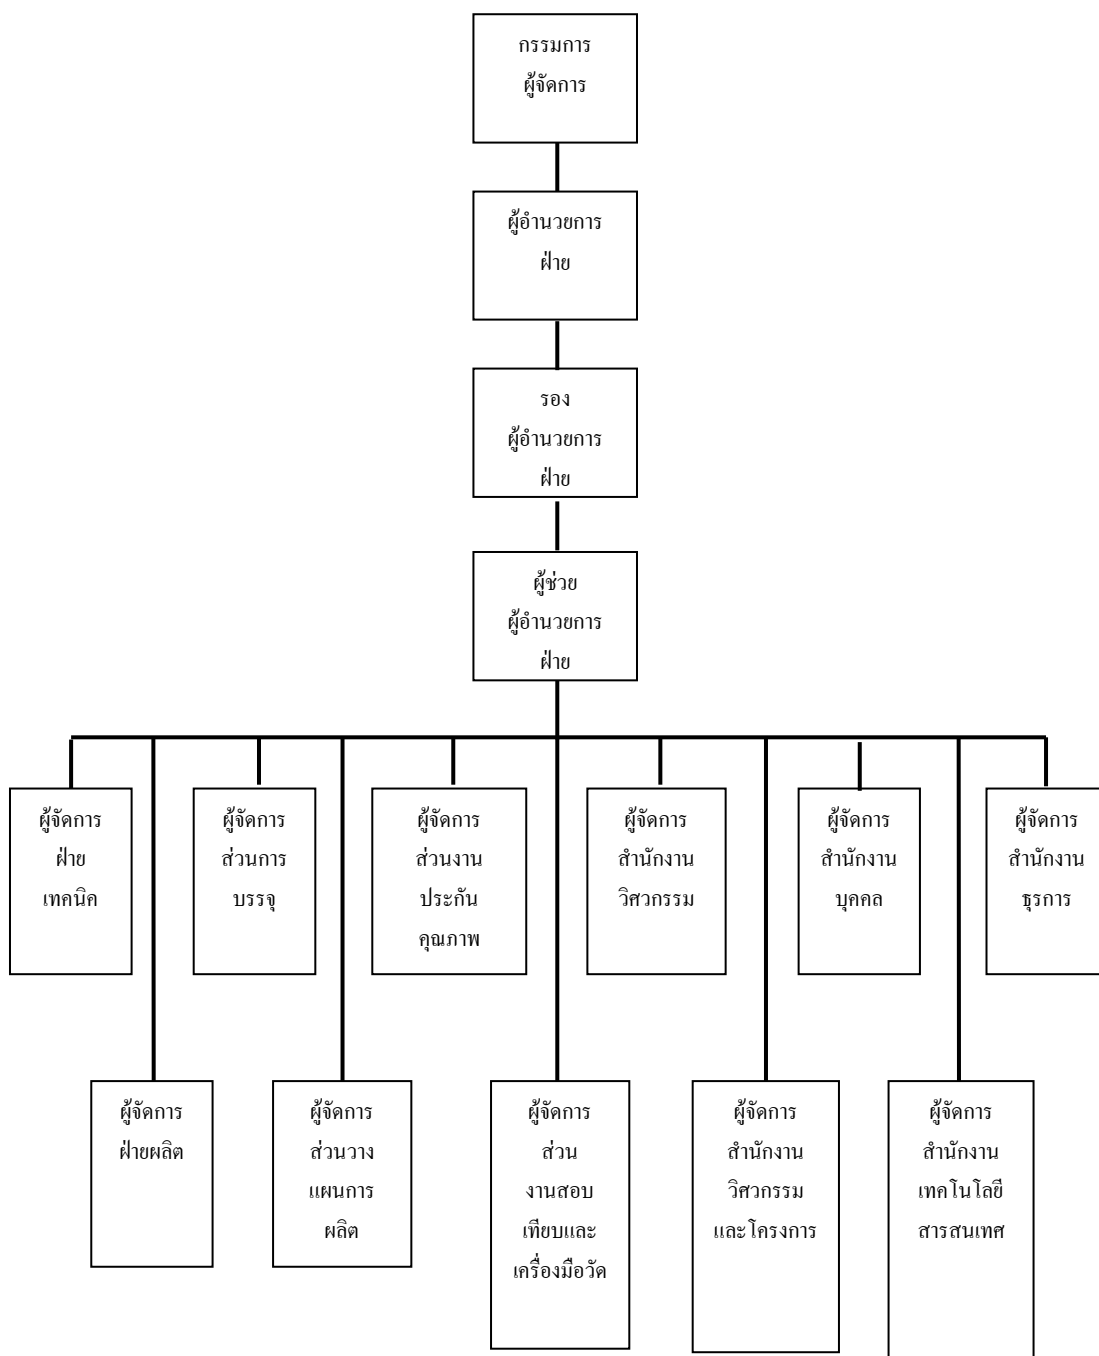 กรรมการ
ผู้จัดการ
ผู้อำนวยการ
ฝ่าย
รอง
ผู้อำนวยการ
ฝ่าย
ผู้ช่วย
ผู้อำนวยการ
ฝ่าย
ผู้จัดการ
ฝ่าย
เทคนิค
ผู้จัดการ
ส่วนการ
บรรจุ
ผู้จัดการ
ส่วนงาน
ประกัน
คุณภาพ
ผู้จัดการ
สำนักงาน
วิศวกรรม
ผู้จัดการ
สำนักงาน
บุคคล
ผู้จัดการ
สำนักงาน
ธุรการ
ผู้จัดการ
ฝ่ายผลิต
ผู้จัดการ
ส่วนวาง
แผนการ
ผลิต
ผู้จัดการ
ส่วน
งานสอบ
เทียบและ
เครื่องมือวัด
ผู้จัดการ
สำนักงาน
วิศวกรรม
และโครงการ
ผู้จัดการ
สำนักงาน
เทคโนโลยี
สารสนเทศ